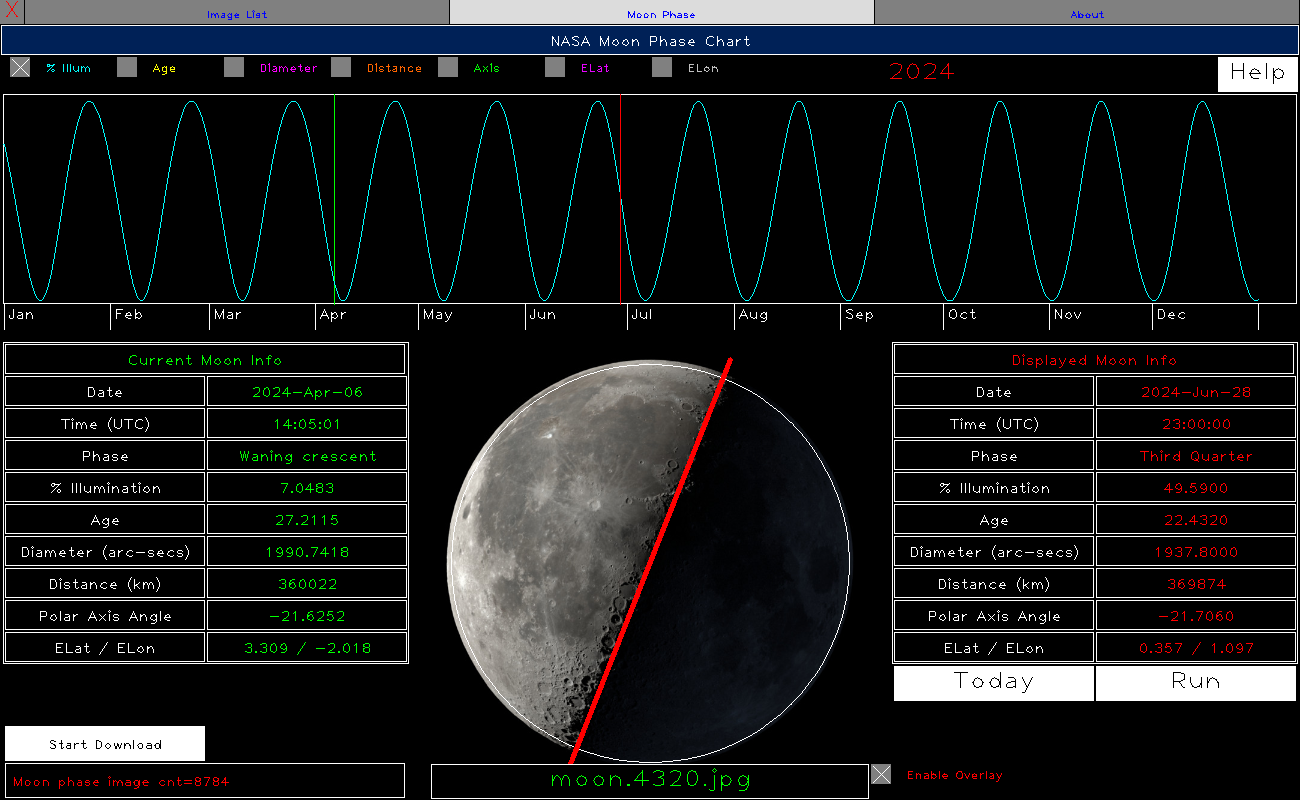 X Image List Moon Phase About
NASA Moon Phase Chart
% Illum Age Diameter Distance Axis ELat ELon 2024 Help
Jan Feb Mar Apr May Jun Jul Aug Sep Oct Nov Dec
Current Moon Info
Date 2024-Apr-06
Time (UTC) 14:05:01
Phase Waning crescent
% Illumination 7.0483
Age 27.2115
Diameter (arc-secs) 1990.7418
Distance (km) 360022
Polar Axis Angle -21.6252
ELat / ELon 3.309 / -2.018
Displayed Moon Info
Date 2024-Jun-28
Time (UTC) 23:00:00
Phase Third Quarter
% Illumination 49.5900
Age 22.4320
Diameter (arc-secs) 1937.8000
Distance (km) 369874
Polar Axis Angle -21.7060
ELat / ELon 0.357 / 1.097
Today Run
Start Download
Moon phase image cnt=8784
moon.4320.jpg
Enable Overlay